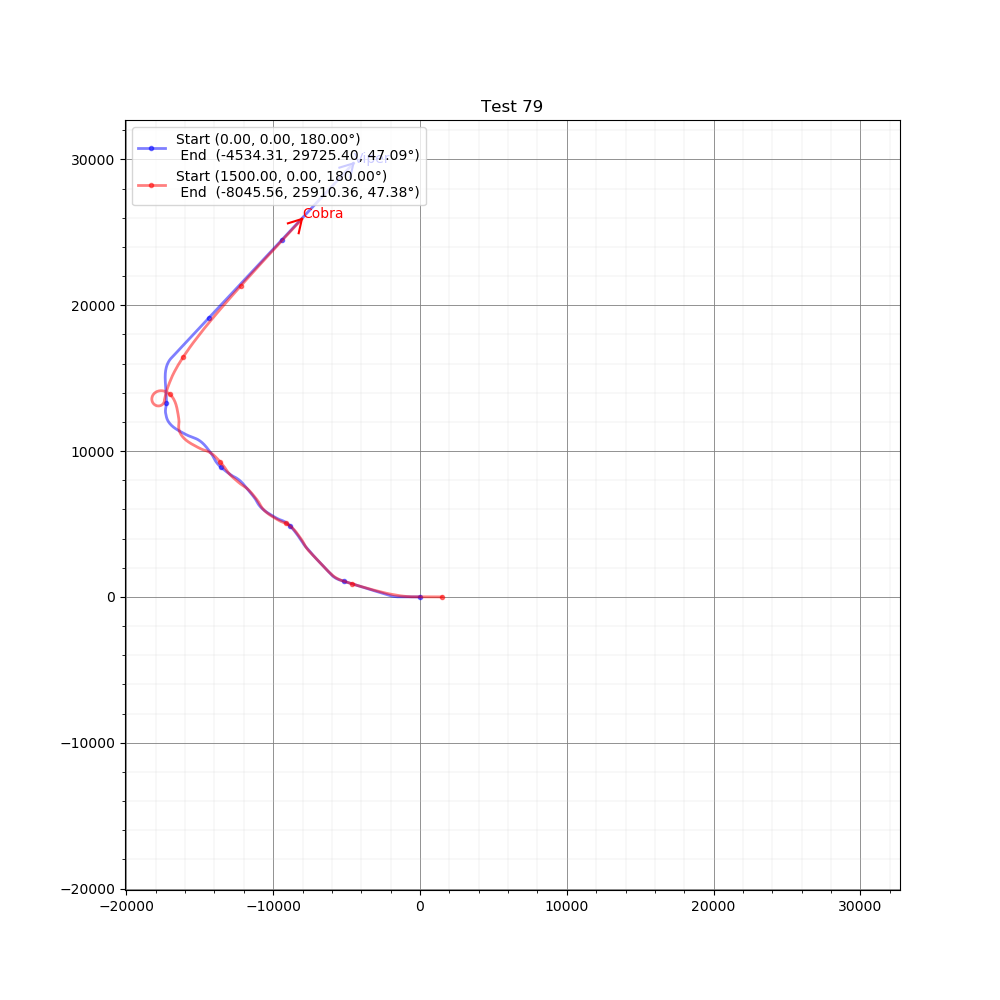 Test 79
Start (0.00, 0.00, 180.00°)
End (-4534.31, 29725.40, 47.09°)
Start (1500.00, 0.00, 180.00°)
End (-8045.56, 25910.36, 47.38°)
Cobra
30000
20000
10000
0
−10000
−20000
−20000 −10000 0 10000 20000 30000